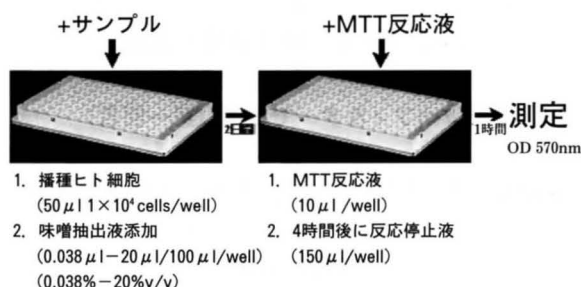 +サンプル
+MTT反応液
2日間
1時間
測定
OD 570nm
1. 播種ヒト細胞
(50μl 1×10⁴ cells/well)
2. 味噌抽出液添加
(0.038μl−20μl/100μl/well)
(0.038%−20%v/v)
1. MTT反応液
(10μl/well)
2. 4時間後に反応停止液
(150μl/well)